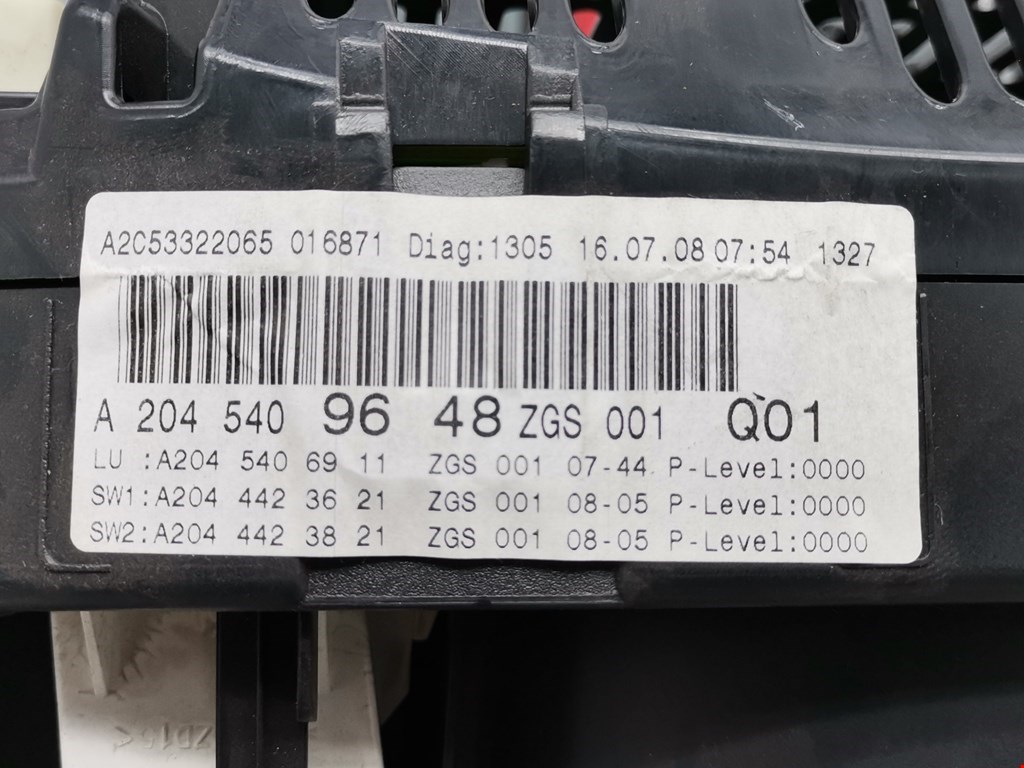 A2C53322065 016871 Diag:1305 16.07.08 07:54 1327
A 204 540 96 48 ZGS 001 Q01
LU :A204 540 69 11 ZGS 001 07-44 P-Level:0000
SW1:A204 442 36 21 ZGS 001 08-05 P-Level:0000
SW2:A204 442 38 21 ZGS 001 08-05 P-Level:0000